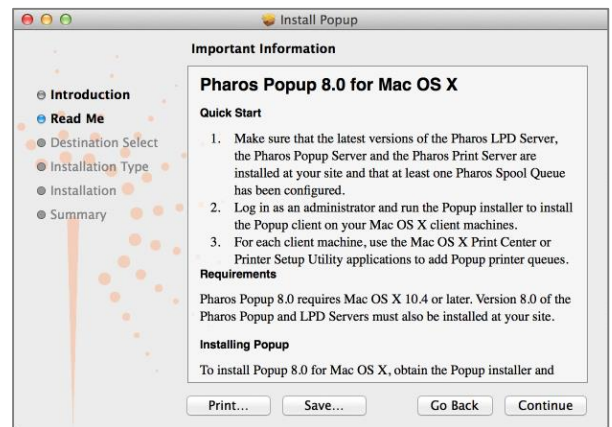 Install Popup
Important Information
Introduction
Read Me
Destination Select
Installation Type
Installation
Summary
Pharos Popup 8.0 for Mac OS X
Quick Start
1. Make sure that the latest versions of the Pharos LPD Server,
the Pharos Popup Server and the Pharos Print Server are
installed at your site and that at least one Pharos Spool Queue
has been configured.
2. Log in as an administrator and run the Popup installer to install
the Popup client on your Mac OS X client machines.
3. For each client machine, use the Mac OS X Print Center or
Printer Setup Utility applications to add Popup printer queues.
Requirements
Pharos Popup 8.0 requires Mac OS X 10.4 or later. Version 8.0 of the
Pharos Popup and LPD Servers must also be installed at your site.
Installing Popup
To install Popup 8.0 for Mac OS X, obtain the Popup installer and
Print... Save... Go Back Continue